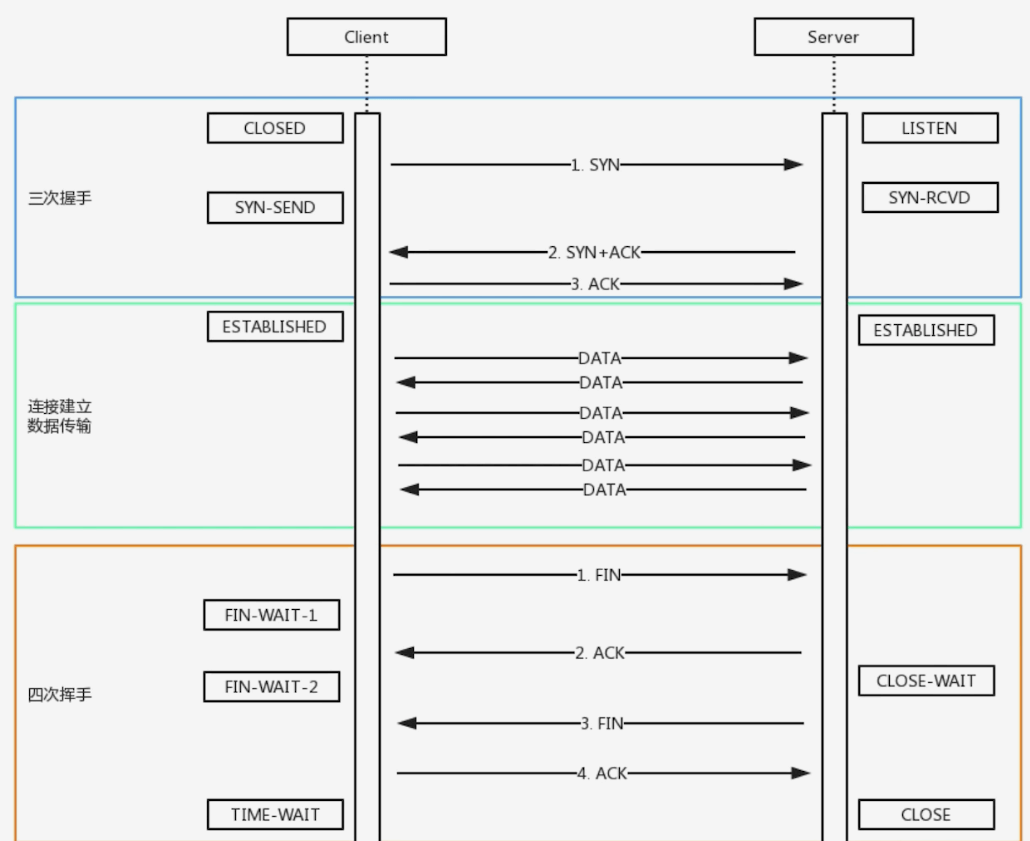 Client
Server
CLOSED
LISTEN
1. SYN
三次握手
SYN-SEND
SYN-RCVD
2. SYN+ACK
3. ACK
ESTABLISHED
ESTABLISHED
DATA
DATA
连接建立
数据传输
DATA
DATA
DATA
DATA
1. FIN
FIN-WAIT-1
2. ACK
四次挥手
FIN-WAIT-2
CLOSE-WAIT
3. FIN
4. ACK
TIME-WAIT
CLOSE